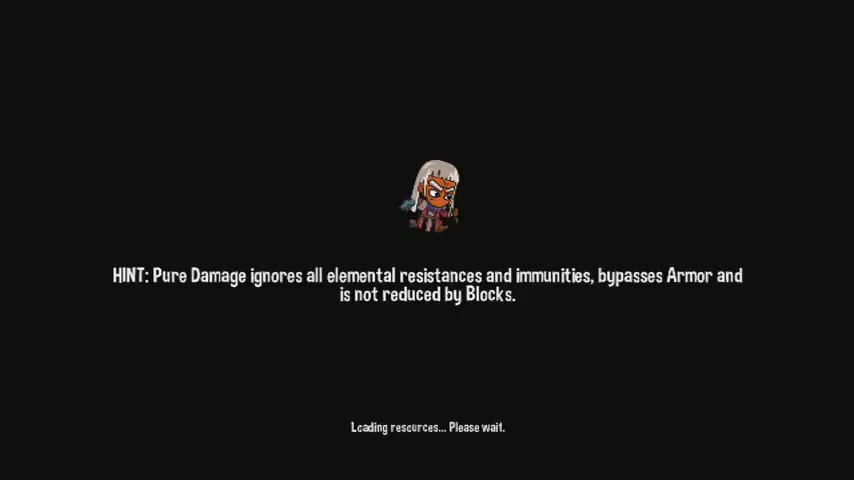 HINT: Pure Damage ignores all elemental resistances and immunities, bypasses Armor and
is not reduced by Blocks.
Loading resources... Please wait.